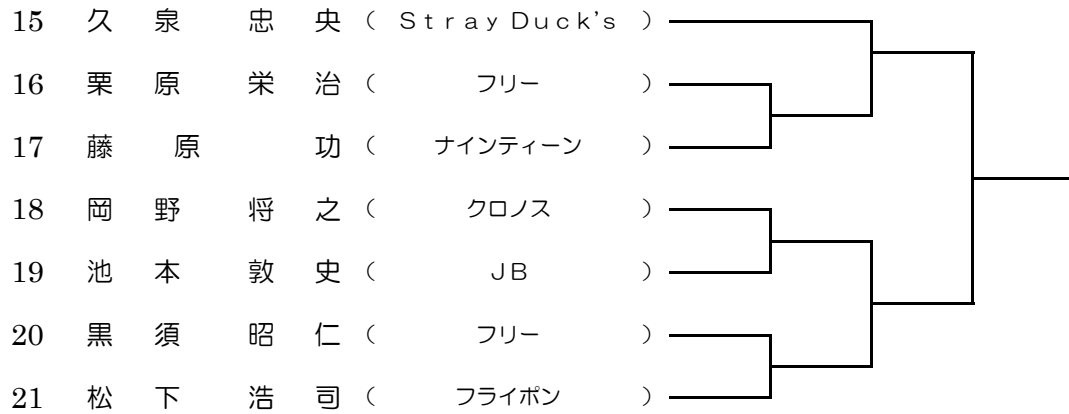 15 久泉 忠央 ( Stray Duck's )
16 栗原 栄治 ( フリー )
17 藤原 功 ( ナインティーン )
18 岡野 将之 ( クロノス )
19 池本 敦史 ( JB )
20 黒須 昭仁 ( フリー )
21 松下 浩司 ( フライポン )